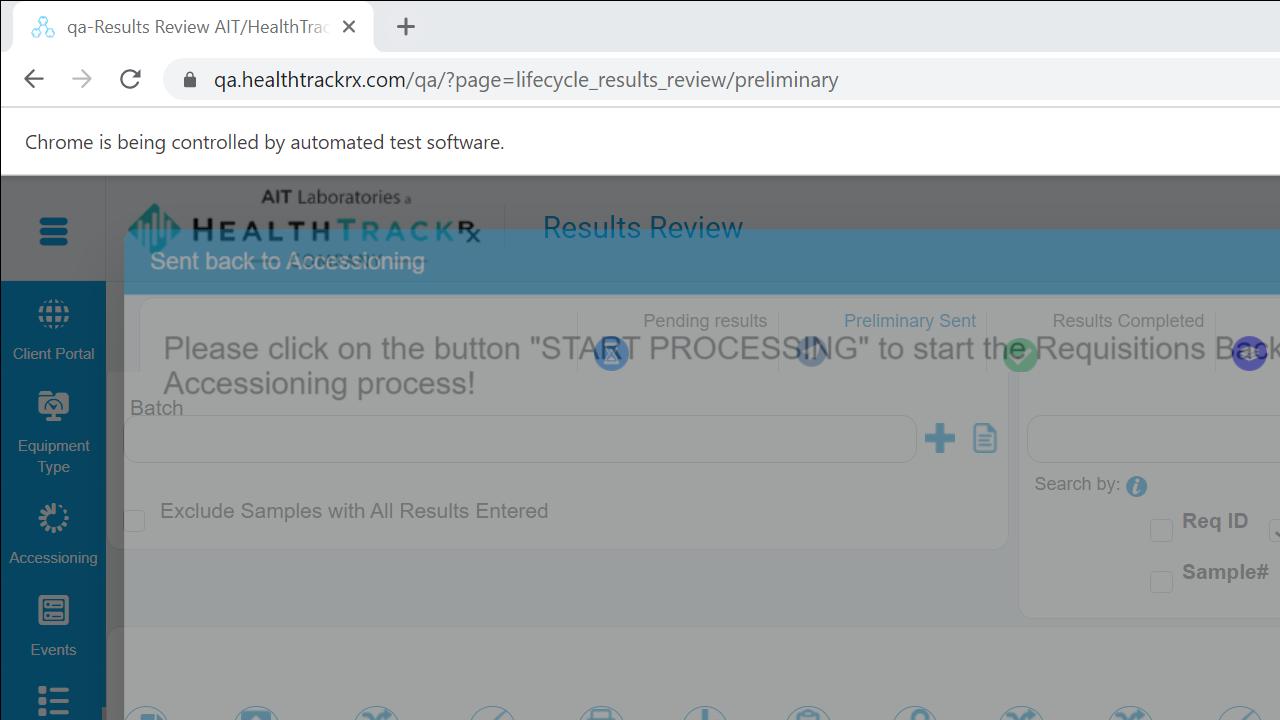 qa-Results Review AIT/HealthTrac
qa.healthtrackrx.com/qa/?page=lifecycle_results_review/preliminary
Chrome is being controlled by automated test software.
AIT Laboratories a
HEALTHTRACKRx
Results Review
Sent back to Accessioning
Pending results
Preliminary Sent
Results Completed
Please click on the button "START PROCESSING" to start the Requisitions Back
Accessioning process!
Batch
Exclude Samples with All Results Entered
Search by:
Req ID
Sample#
Client Portal
Equipment
Type
Accessioning
Events